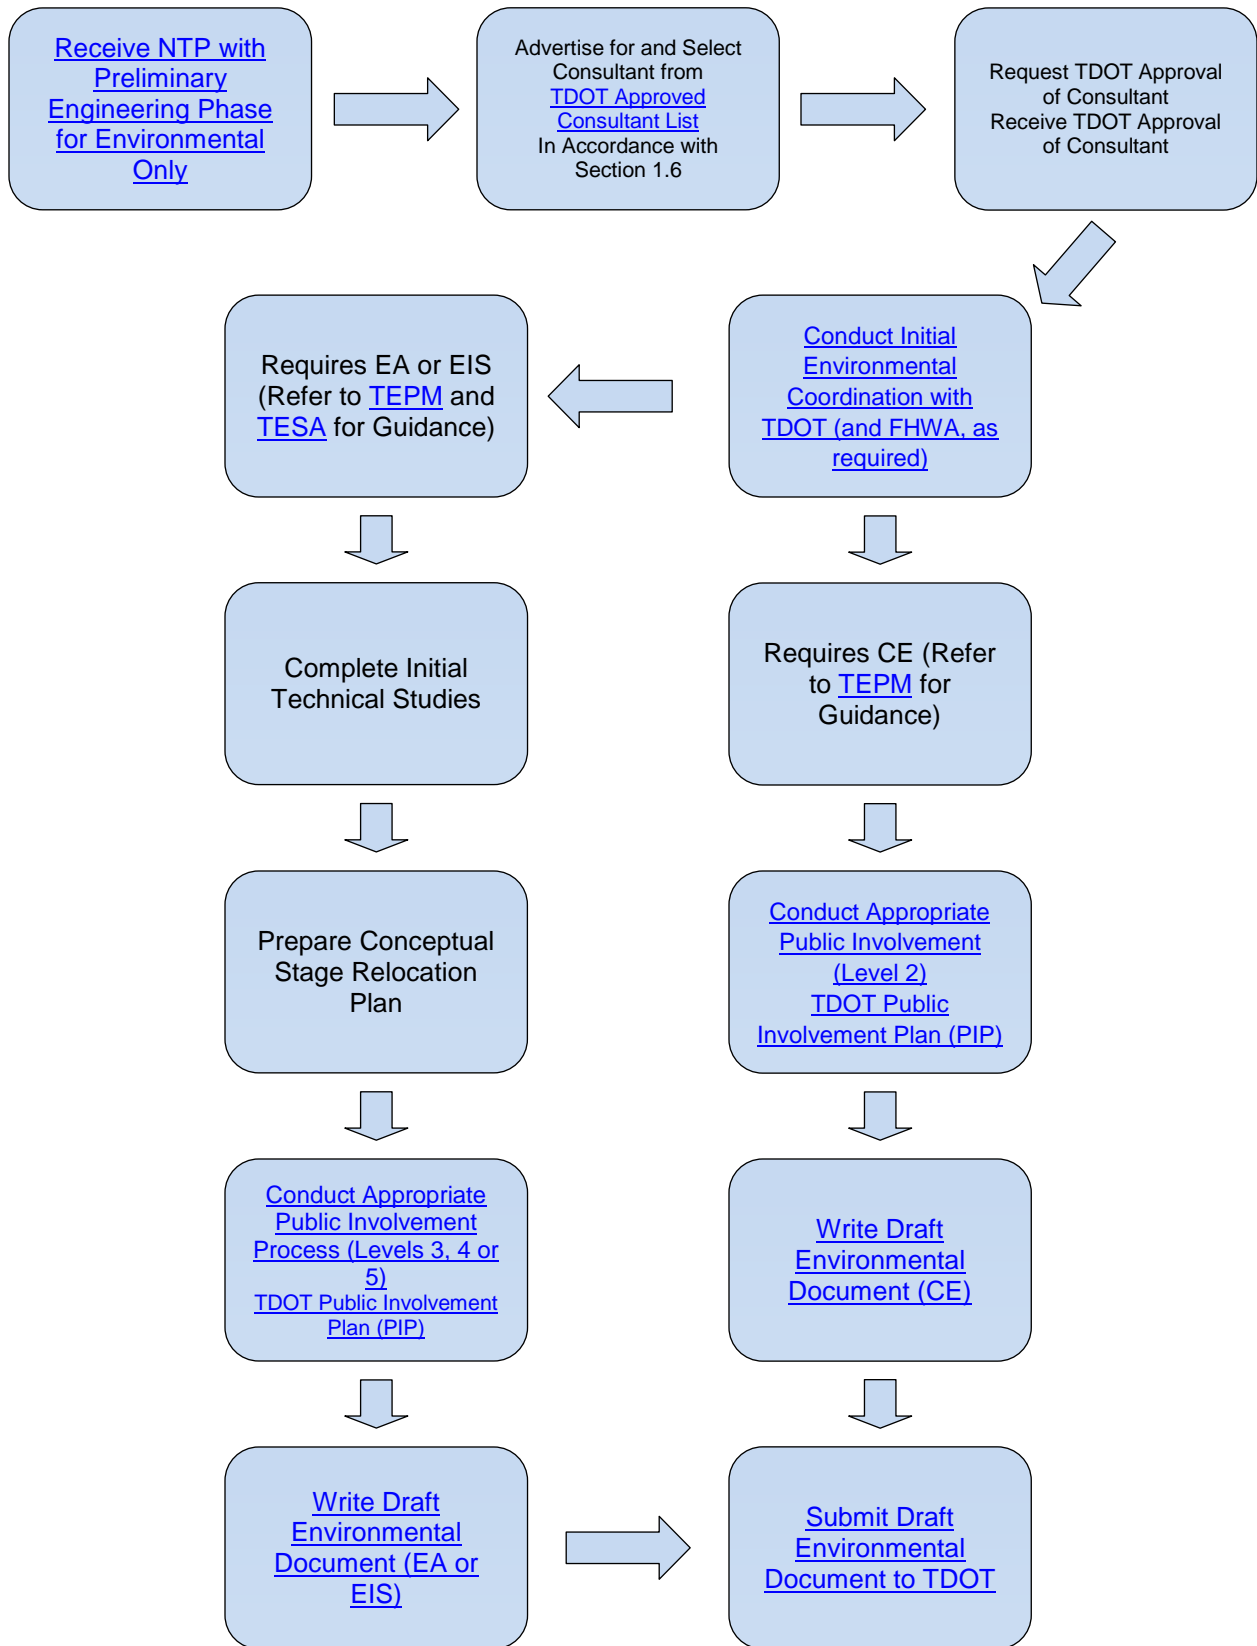 Receive NTP with
Preliminary
Engineering Phase
for Environmental
Only
Advertise for and Select
Consultant from
TDOT Approved
Consultant List
In Accordance with
Section 1.6
Request TDOT Approval
of Consultant
Receive TDOT Approval
of Consultant
Requires EA or EIS
(Refer to TEPM and
TESA for Guidance)
Conduct Initial
Environmental
Coordination with
TDOT (and FHWA, as
required)
Complete Initial
Technical Studies
Requires CE (Refer
to TEPM for
Guidance)
Prepare Conceptual
Stage Relocation
Plan
Conduct Appropriate
Public Involvement
(Level 2)
TDOT Public
Involvement Plan (PIP)
Conduct Appropriate
Public Involvement
Process (Levels 3, 4 or
5)
TDOT Public Involvement
Plan (PIP)
Write Draft
Environmental
Document (CE)
Write Draft
Environmental
Document (EA or
EIS)
Submit Draft
Environmental
Document to TDOT